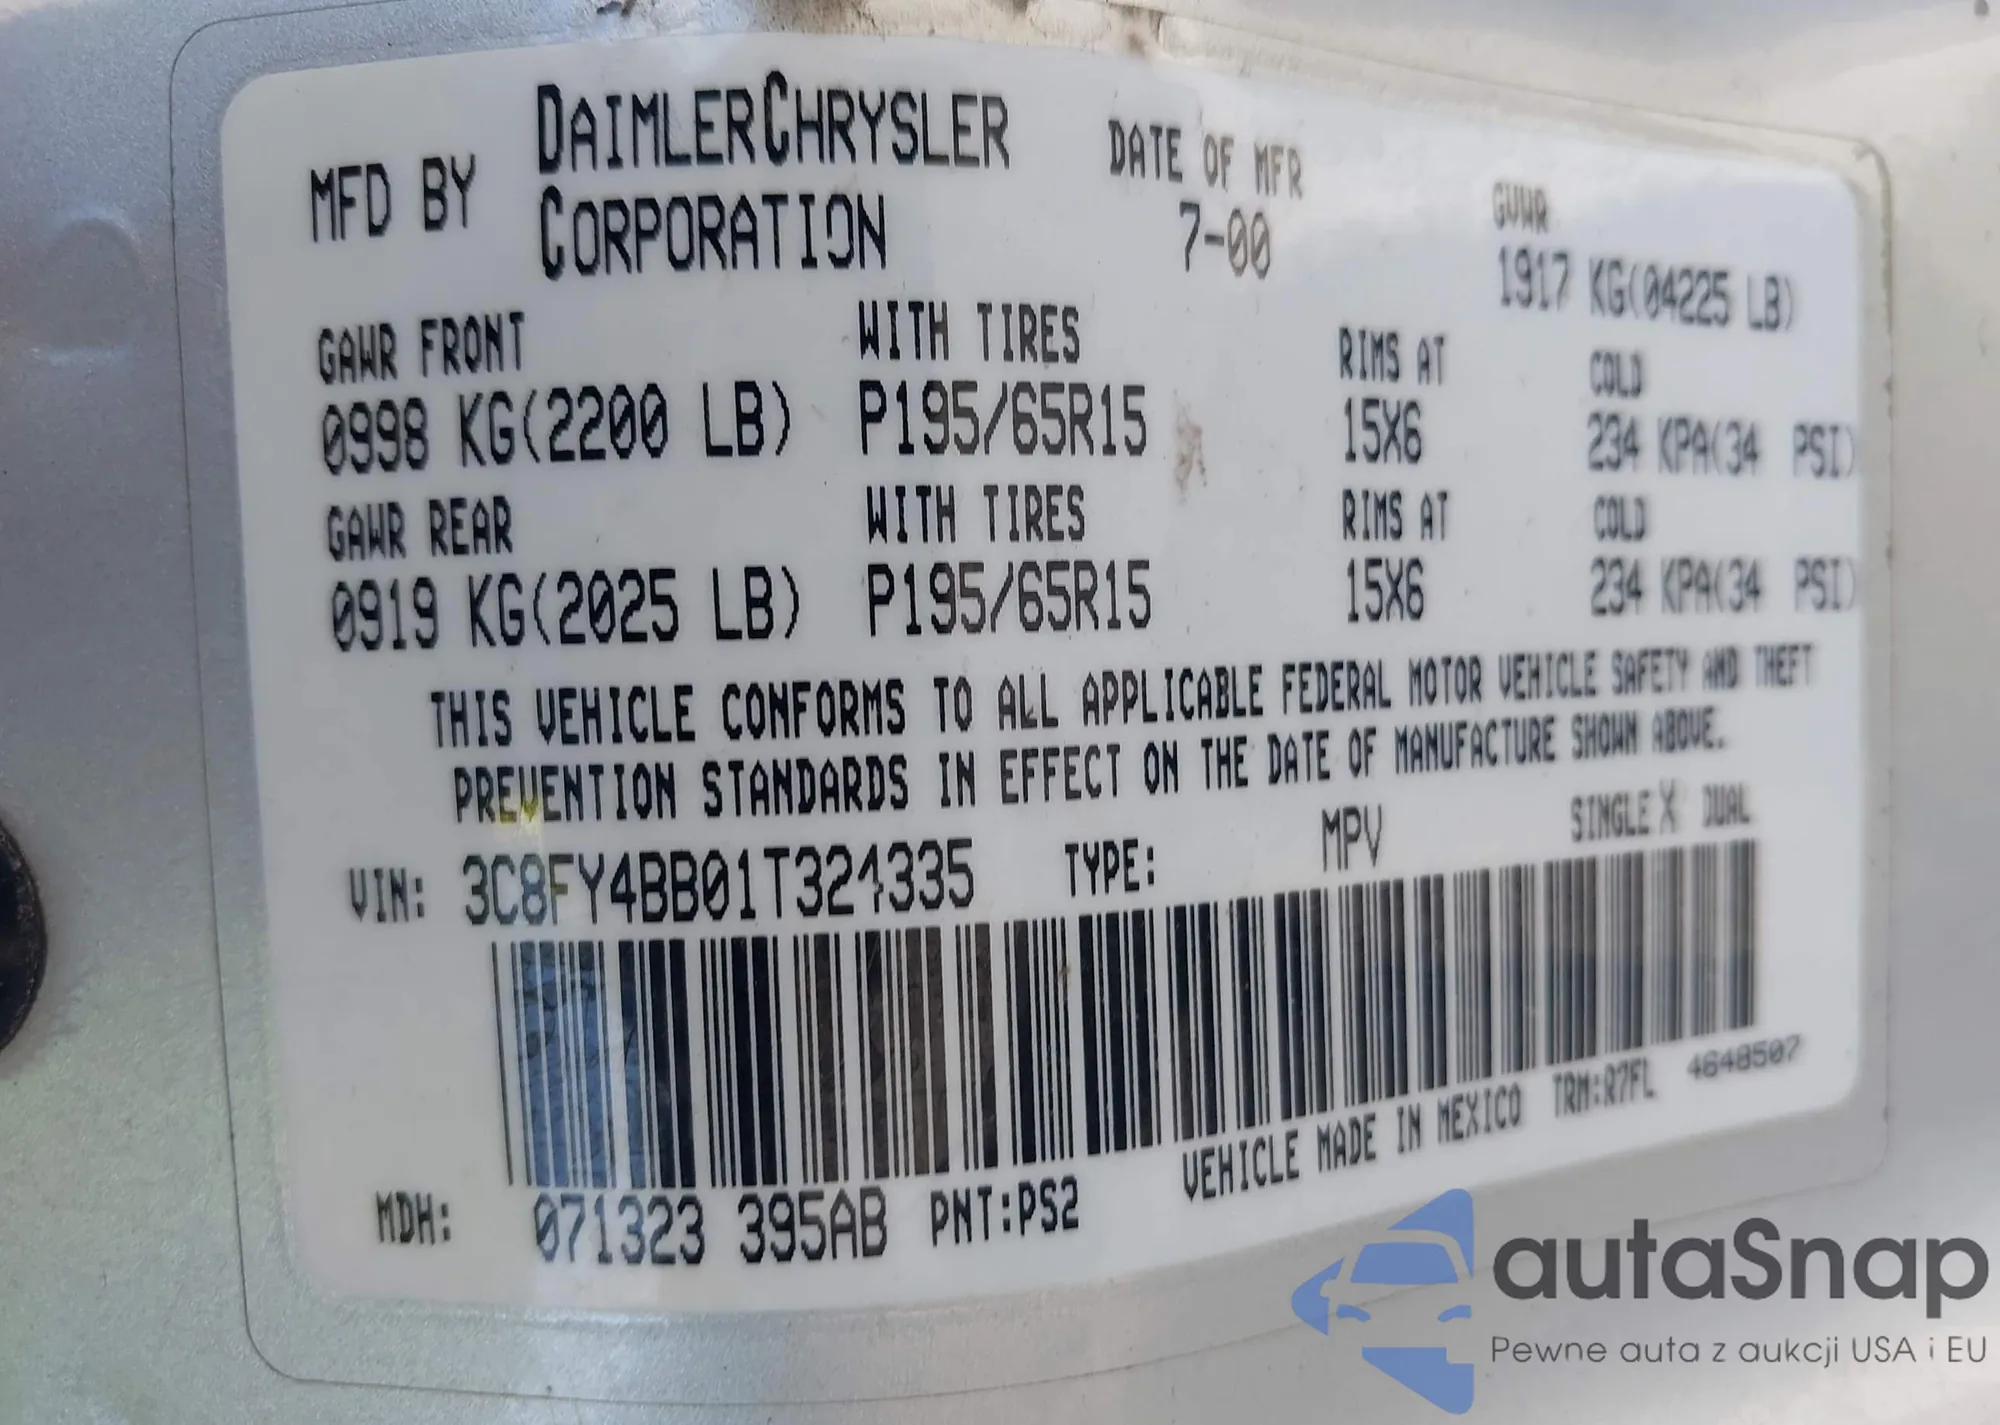 MFD BY DAIMLERCHRYSLER CORPORATION DATE OF MFR 7-00 GVWR
1917 KG(04225 LB)
GAWR FRONT WITH TIRES RIMS AT COLD
0998 KG(2200 LB) P195/65R15 15X6 234 KPA(34 PSI)
GAWR REAR WITH TIRES RIMS AT COLD
0919 KG(2025 LB) P195/65R15 15X6 234 KPA(34 PSI)
THIS VEHICLE CONFORMS TO ALL APPLICABLE FEDERAL MOTOR VEHICLE SAFETY AND THEFT
PREVENTION STANDARDS IN EFFECT ON THE DATE OF MANUFACTURE SHOWN ABOVE.
VIN: 3C8FY4BB01T324335 TYPE: MPV SINGLE X DUAL
MDH: 071323 395AB PNT:PS2 VEHICLE MADE IN MEXICO TRM:R7FL 4648507
autaSnap
Pewne auta z aukcji USA i EU